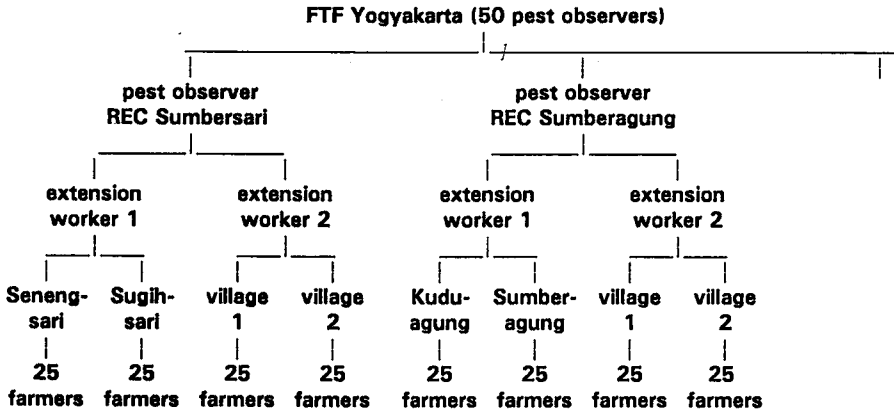 FTF Yogyakarta (50 pest observers)
pest observer pest observer
REC Sumbersari REC Sumberagung
extension extension extension extension
worker 1 worker 2 worker 1 worker 2
Seneng- Sugih- village village Kudu- Sumber- village village
sari sari 1 2 agung agung 1 2
25 25 25 25 25 25 25 25
farmers farmers farmers farmers farmers farmers farmers farmers